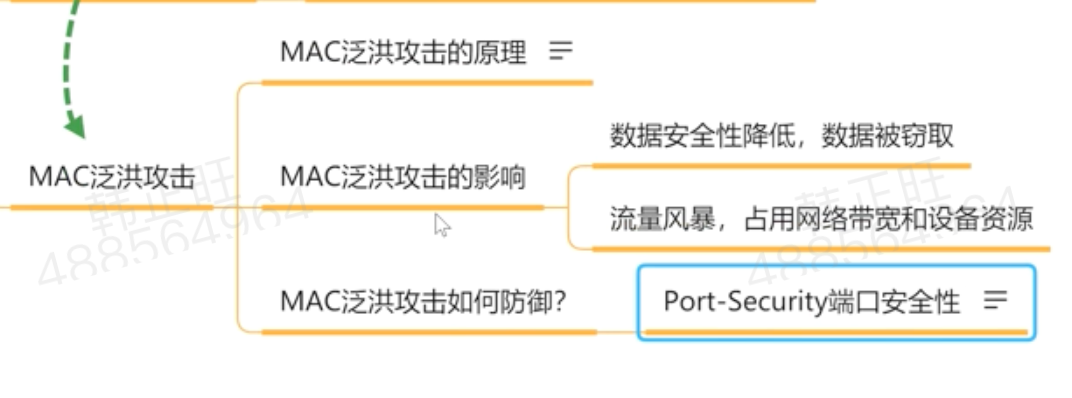 MAC泛洪攻击的原理
数据安全性降低，数据被窃取
MAC泛洪攻击
MAC泛洪攻击的影响
流量风暴，占用网络带宽和设备资源
MAC泛洪攻击如何防御?
Port-Security端口安全性
韩正旺
488564964
韩正旺
488564964